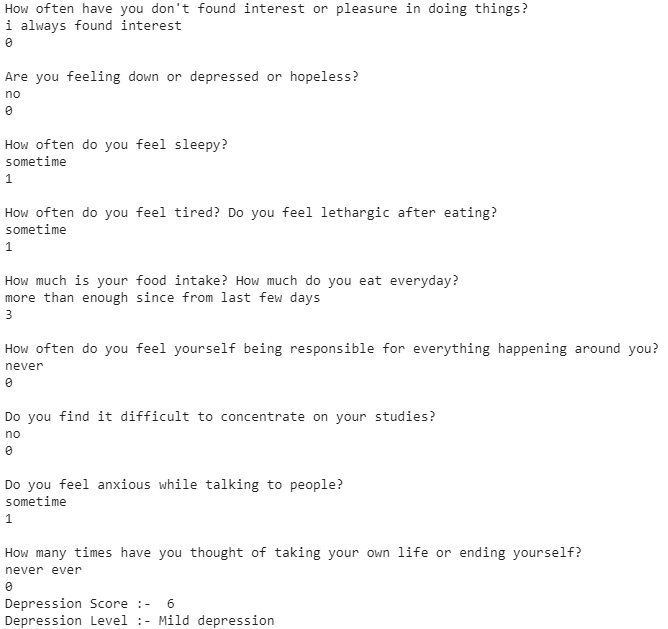 How often have you don't found interest or pleasure in doing things?
i always found interest
0
Are you feeling down or depressed or hopeless?
no
0
How often do you feel sleepy?
sometime
1
How often do you feel tired? Do you feel lethargic after eating?
sometime
1
How much is your food intake? How much do you eat everyday?
more than enough since from last few days
3
How often do you feel yourself being responsible for everything happening around you?
never
0
Do you find it difficult to concentrate on your studies?
no
0
Do you feel anxious while talking to people?
sometime
1
How many times have you thought of taking your own life or ending yourself?
never ever
0
Depression Score :-  6
Depression Level :- Mild depression